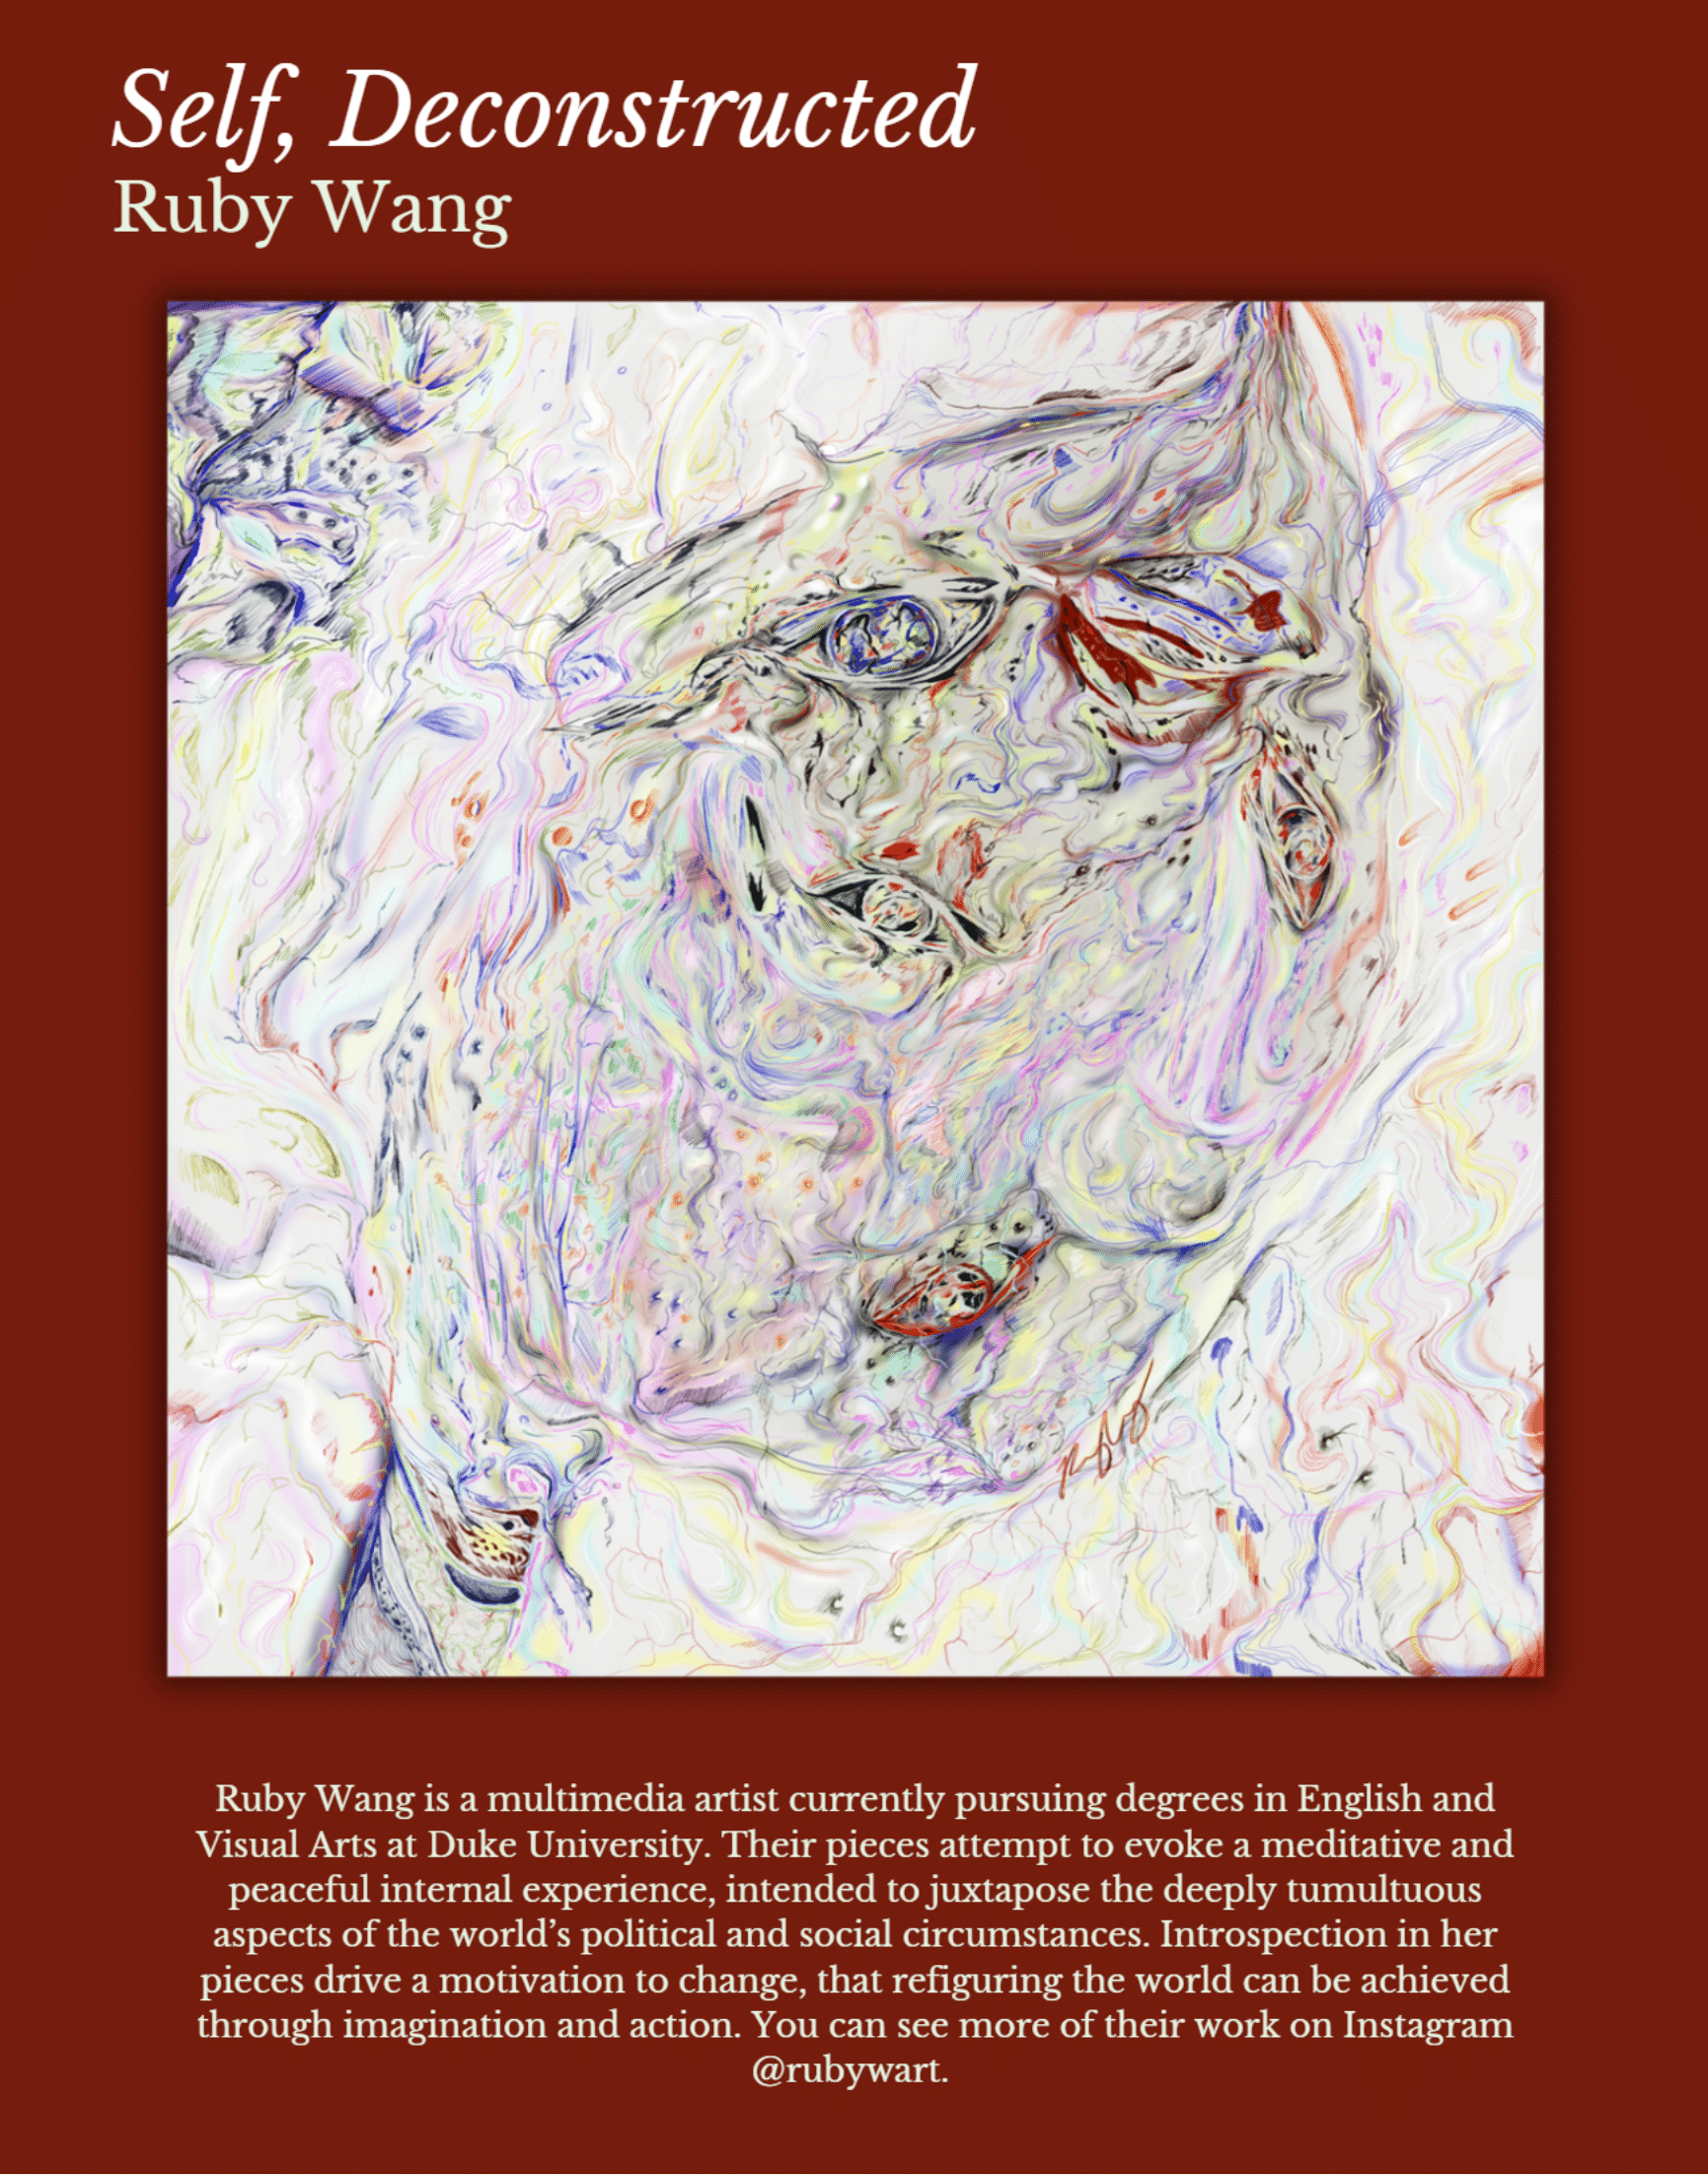 Self, Deconstructed
Ruby Wang
Ruby Wang is a multimedia artist currently pursuing degrees in English and
Visual Arts at Duke University. Their pieces attempt to evoke a meditative and
peaceful internal experience, intended to juxtapose the deeply tumultuous
aspects of the world’s political and social circumstances. Introspection in her
pieces drive a motivation to change, that refiguring the world can be achieved
through imagination and action. You can see more of their work on Instagram
@rubywart.